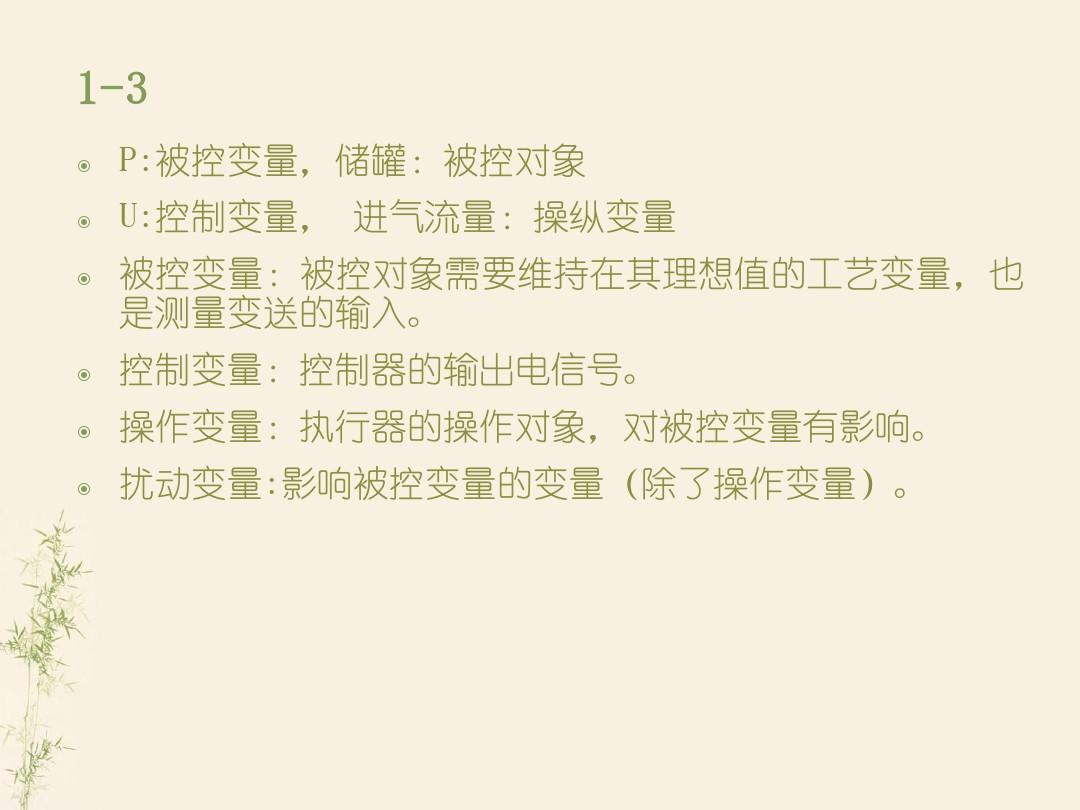 1-3
P:被控变量，储罐：被控对象
U:控制变量， 进气流量：操纵变量
被控变量：被控对象需要维持在其理想值的工艺变量，也
是测量变送的输入。
控制变量：控制器的输出电信号。
操作变量：执行器的操作对象，对被控变量有影响。
扰动变量:影响被控变量的变量（除了操作变量）。